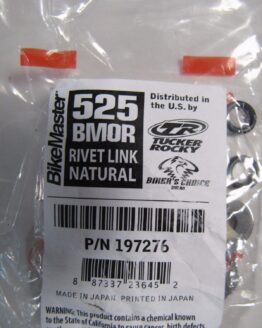 BikeMaster
525
BMOR
RIVET LINK
NATURAL
Distributed in
the U.S. by
TR
TUCKER
ROCKY
BIKER'S CHOICE
P/N 197276
8 87337 23645 2
MADE IN JAPAN PRINTED IN JAPAN
WARNING: This product contains a chemical known
to the State of California to cause cancer, birth defects